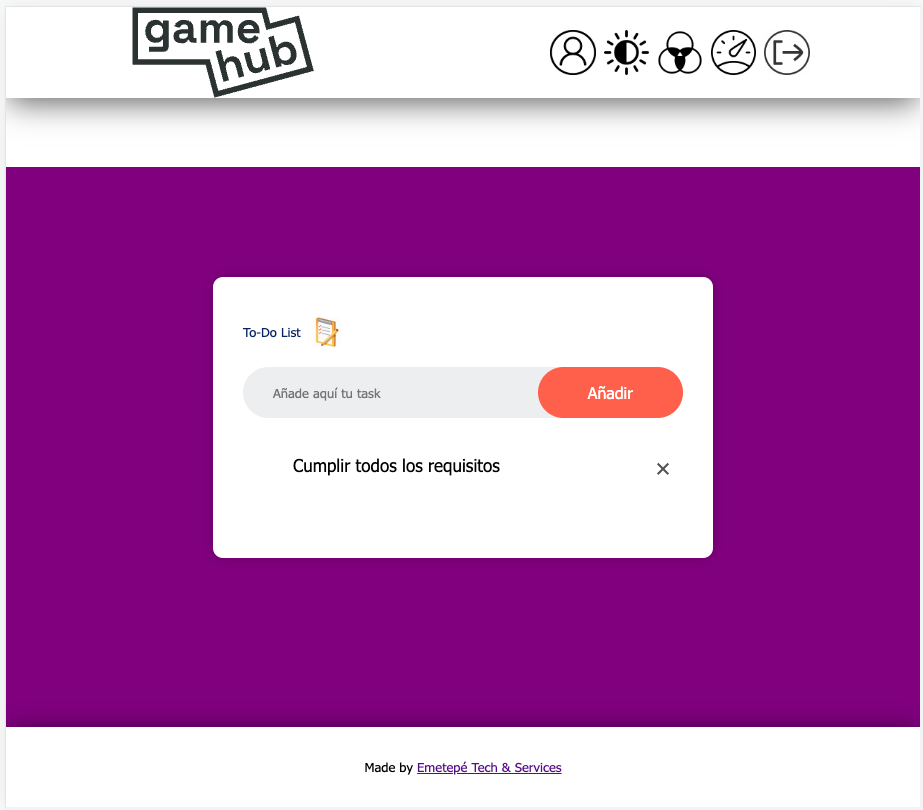 game
hub
To-Do List
Añade aquí tu task
Añadir
Cumplir todos los requisitos
Made by Emetepé Tech & Services